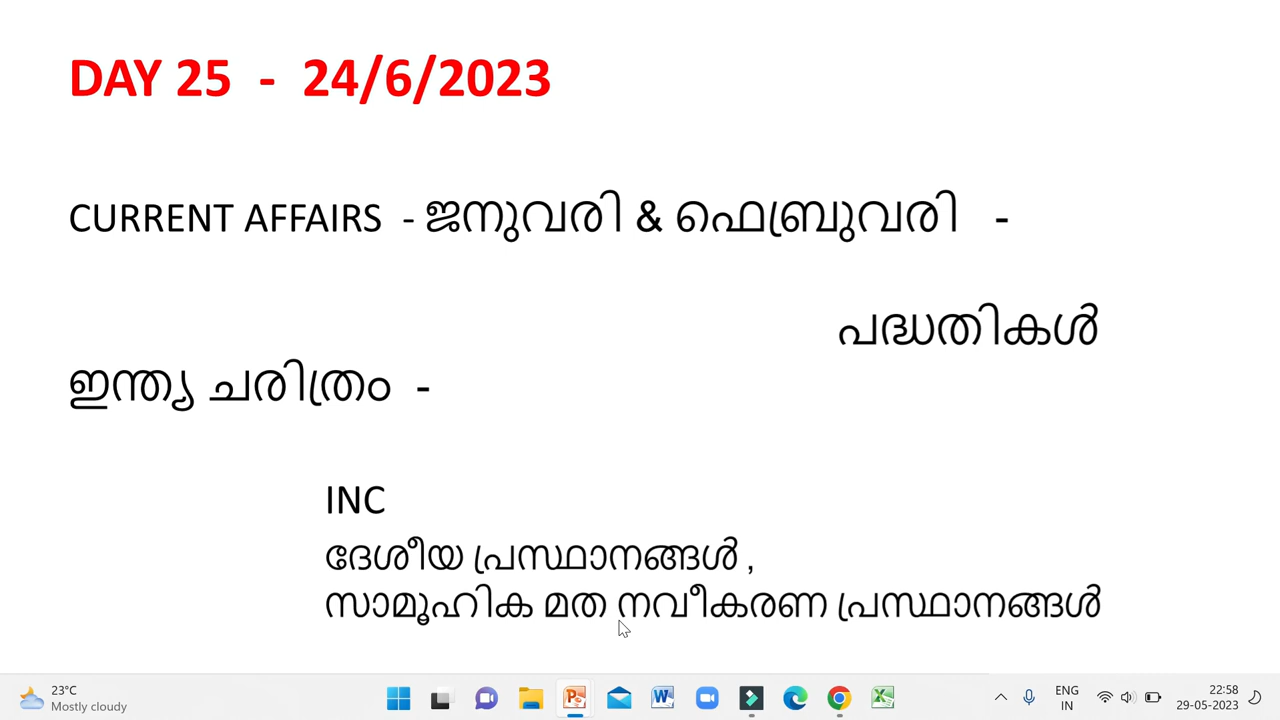 DAY 25 - 24/6/2023
CURRENT AFFAIRS - ജനുവരി & ഫെബ്രുവരി -
പദ്ധതികൾ
ഇന്ത്യ ചരിത്രം -
INC
ദേശീയ പ്രസ്ഥാനങ്ങൾ ,
സാമൂഹിക മത നവീകരണ പ്രസ്ഥാനങ്ങൾ
23°C
Mostly cloudy
ENG
IN
22:58
29-05-2023